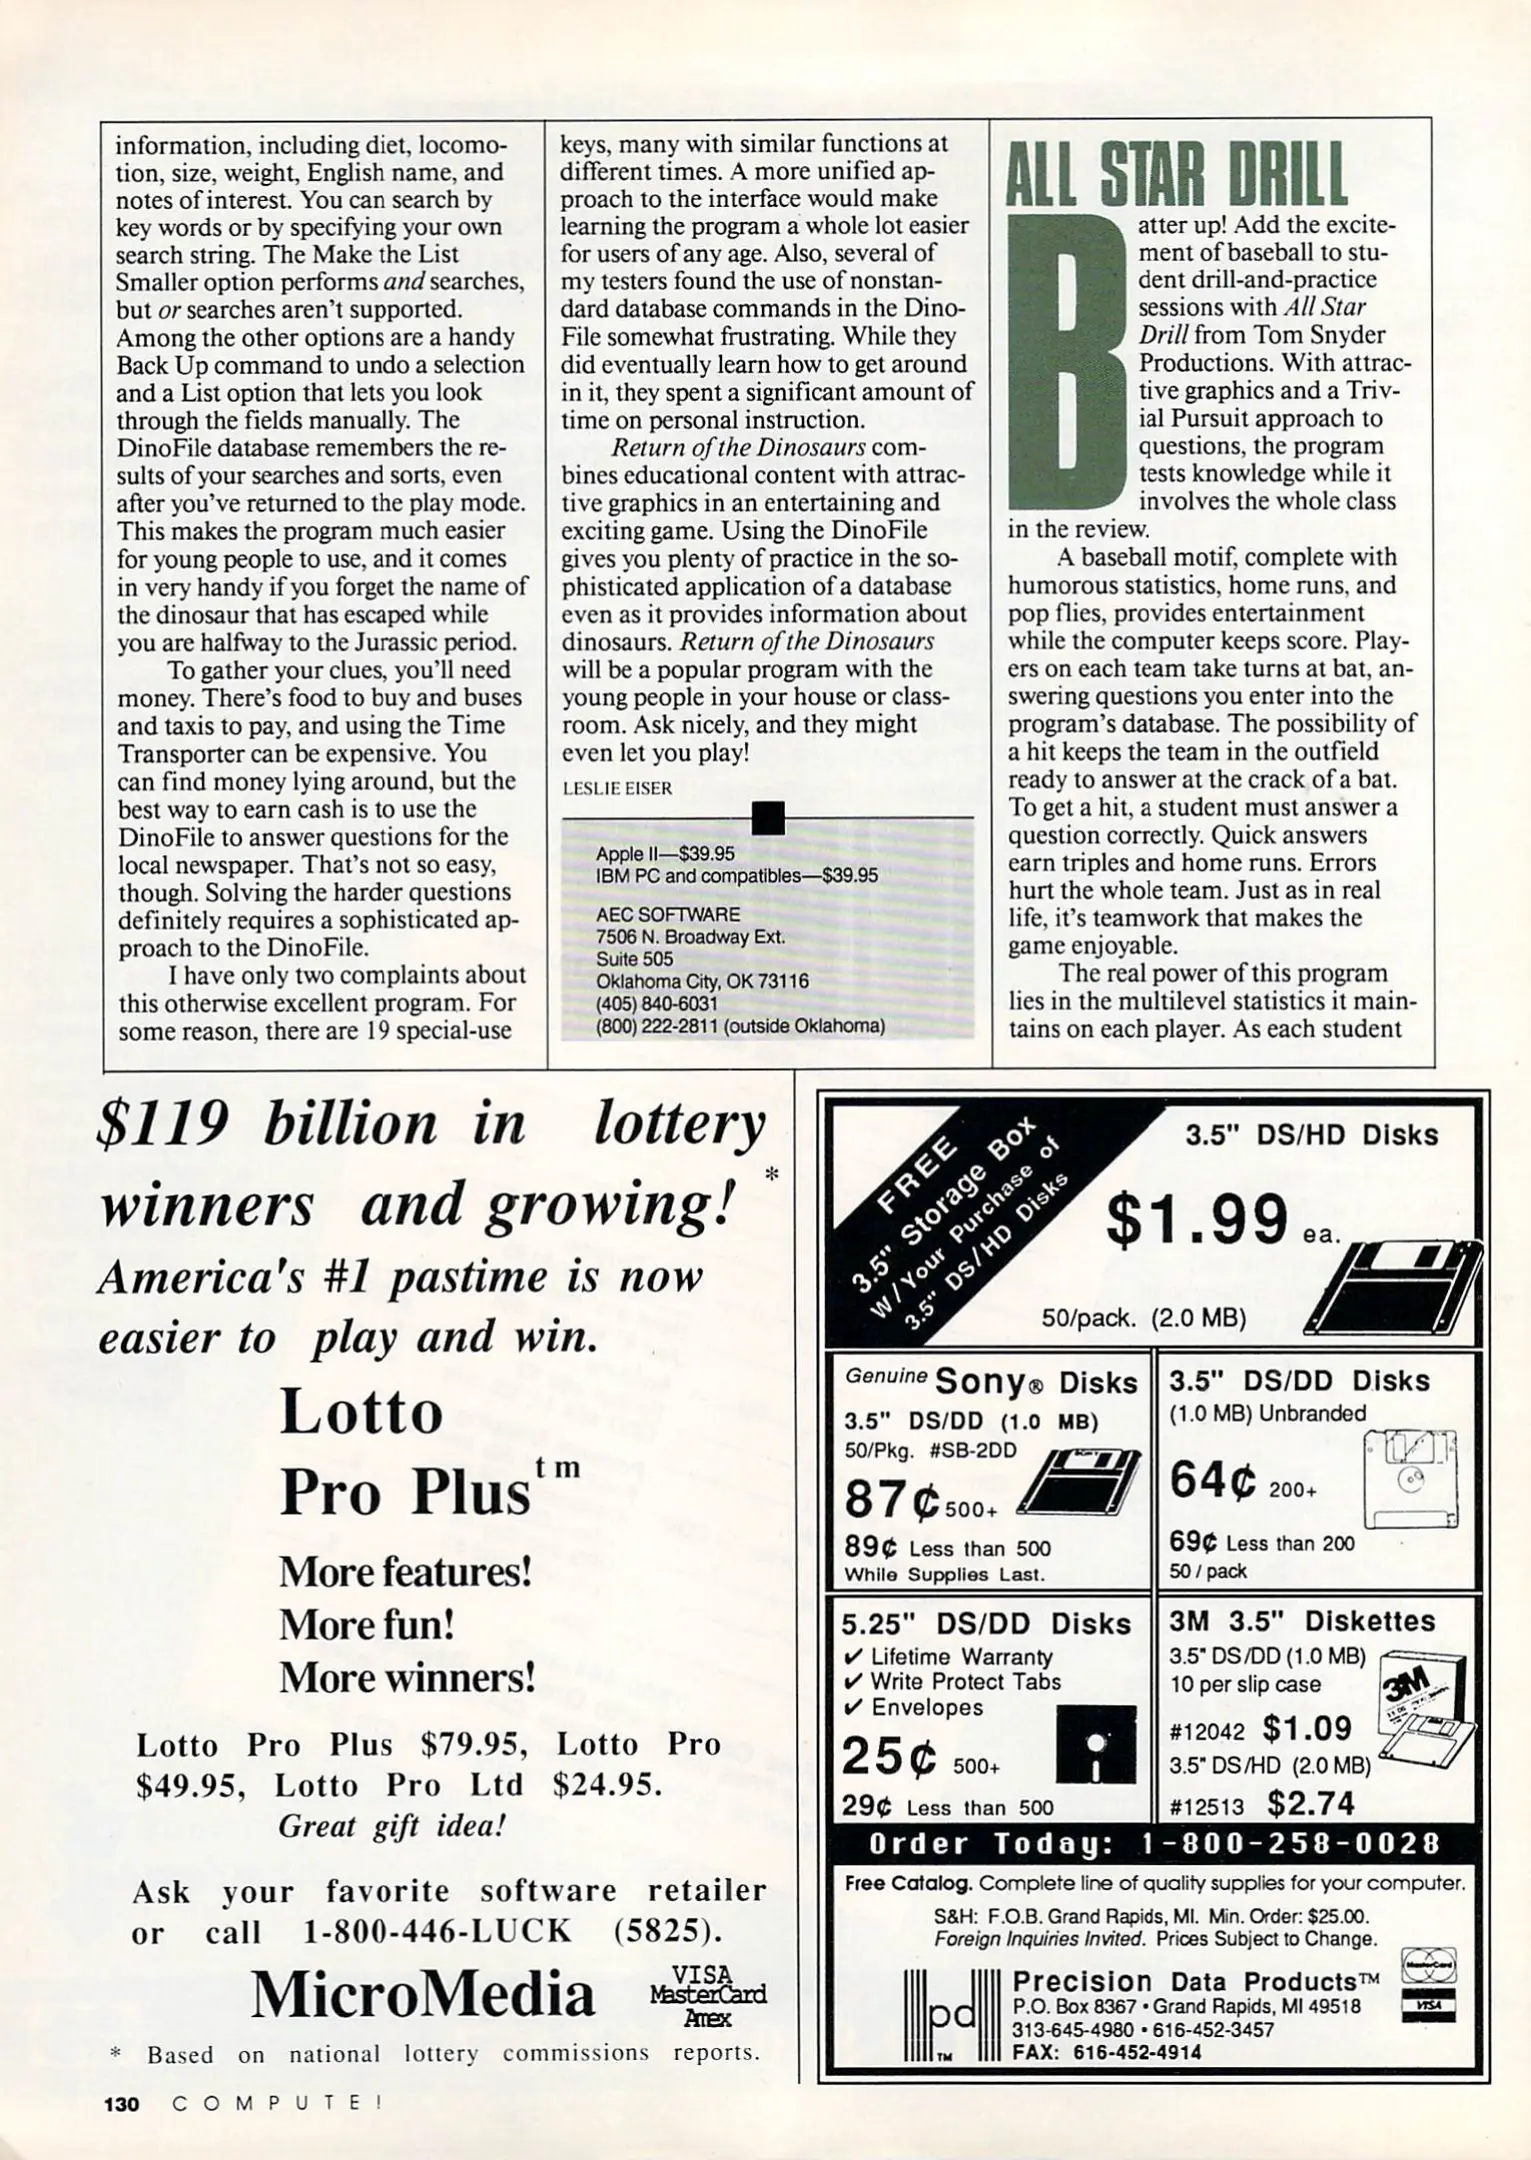 information, including diet, locomo-
tion, size, weight, English name, and
notes of interest. You can search by
key words or by specifying your own
search string. The Make the List
Smaller option performs and searches,
but or searches aren't supported.
Among the other options are a handy
Back Up command to undo a selection
and a List option that lets you look
through the fields manually. The
DinoFile database remembers the re-
sults of your searches and sorts, even
after you've returned to the play mode.
This makes the program much easier
for young people to use, and it comes
in very handy if you forget the name of
the dinosaur that has escaped while
you are halfway to the Jurassic period.
To gather your clues, you'll need
money. There's food to buy and buses
and taxis to pay, and using the Time
Transporter can be expensive. You
can find money lying around, but the
best way to earn cash is to use the
DinoFile to answer questions for the
local newspaper. That's not so easy,
though. Solving the harder questions
definitely requires a sophisticated ap-
proach to the DinoFile.
I have only two complaints about
this otherwise excellent program. For
some reason, there are 19 special-use
keys, many with similar functions at
different times. A more unified ap-
proach to the interface would make
learning the program a whole lot easier
for users of any age. Also, several of
my testers found the use of nonstan-
dard database commands in the Dino-
File somewhat frustrating. While they
did eventually learn how to get around
in it, they spent a significant amount of
time on personal instruction.
Return of the Dinosaurs com-
bines educational content with attrac-
tive graphics in an entertaining and
exciting game. Using the DinoFile
gives you plenty of practice in the so-
phisticated application of a database
even as it provides information about
dinosaurs. Return of the Dinosaurs
will be a popular program with the
young people in your house or class-
room. Ask nicely, and they might
even let you play!
LESLIE EISER
Apple II—$39.95
IBM PC and compatibles—$39.95
AEC SOFTWARE
7506 N. Broadway Ext.
Suite 505
Oklahoma City, OK 73116
(405) 840-6031
(800) 222-2811 (outside Oklahoma)
ALL STAR DRILL
Batter up! Add the excite-
ment of baseball to stu-
dent drill-and-practice
sessions with All Star
Drill from Tom Snyder
Productions. With attrac-
tive graphics and a Triv-
ial Pursuit approach to
questions, the program
tests knowledge while it
involves the whole class
in the review.
A baseball motif, complete with
humorous statistics, home runs, and
pop flies, provides entertainment
while the computer keeps score. Play-
ers on each team take turns at bat, an-
swering questions you enter into the
program's database. The possibility of
a hit keeps the team in the outfield
ready to answer at the crack of a bat.
To get a hit, a student must answer a
question correctly. Quick answers
earn triples and home runs. Errors
hurt the whole team. Just as in real
life, it's teamwork that makes the
game enjoyable.
The real power of this program
lies in the multilevel statistics it main-
tains on each player. As each student
$119 billion in lottery
winners and growing! *
America's #1 pastime is now
easier to play and win.
Lotto
Pro Plus tm
More features!
More fun!
More winners!
Lotto Pro Plus $79.95, Lotto Pro
$49.95, Lotto Pro Ltd $24.95.
Great gift idea!
Ask your favorite software retailer
or call 1-800-446-LUCK (5825).
MicroMedia
VISA
MasterCard
Amex
* Based on national lottery commissions reports.
FREE
3.5" Storage Box
W/Your Purchase of
3.5" DS/HD Disks
3.5" DS/HD Disks
$1.99 ea.
50/pack. (2.0 MB)
Genuine Sony® Disks
3.5" DS/DD (1.0 MB)
50/Pkg. #SB-2DD
SONY
87¢ 500+
89¢ Less than 500
While Supplies Last.
3.5" DS/DD Disks
(1.0 MB) Unbranded
64¢ 200+
69¢ Less than 200
50 / pack
5.25" DS/DD Disks
✓ Lifetime Warranty
✓ Write Protect Tabs
✓ Envelopes
25¢ 500+
29¢ Less than 500
3M 3.5" Diskettes
3.5" DS/DD (1.0 MB)
10 per slip case
3M
#12042 $1.09
3.5" DS/HD (2.0 MB)
#12513 $2.74
Order Today: 1-800-258-0028
Free Catalog. Complete line of quality supplies for your computer.
S&H: F.O.B. Grand Rapids, MI. Min. Order: $25.00.
Foreign Inquiries Invited. Prices Subject to Change.
pd TM
Precision Data Products™
P.O. Box 8367 • Grand Rapids, MI 49518
313-645-4980 • 616-452-3457
FAX: 616-452-4914
MasterCard
VISA
130 COMPUTE!